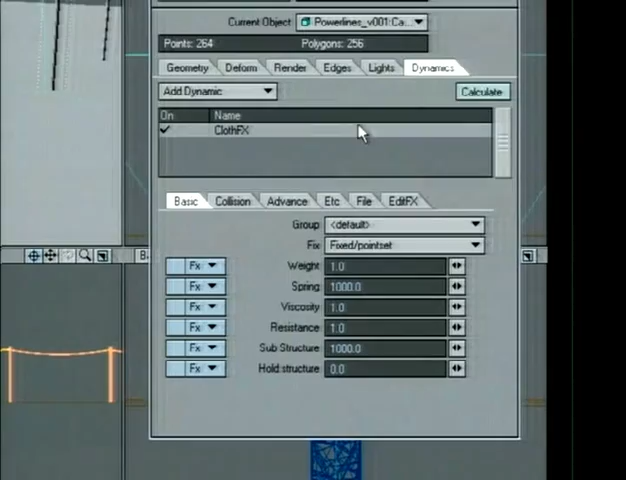 Current Object Powerlines_v001:Ca...
Points: 264 Polygons: 256
Geometry Deform Render Edges Lights Dynamics
Add Dynamic Calculate
On Name
ClothFX
Basic Collision Advance Etc File EditFX
Group <default>
Fix Fixed/pointset
Fx Weight 1.0
Fx Spring 1000.0
Fx Viscosity 1.0
Fx Resistance 1.0
Fx Sub Structure 1000.0
Fx Hold structure 0.0